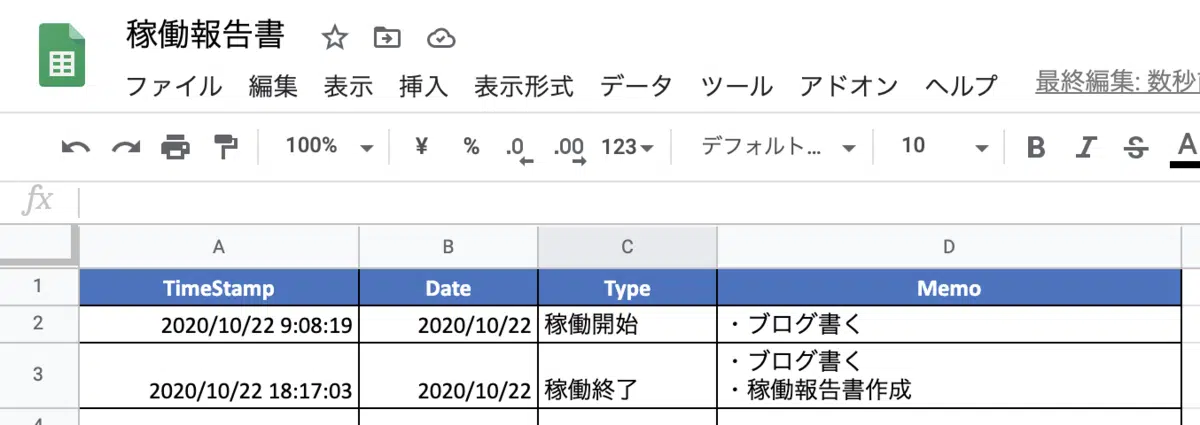 稼働報告書
ファイル 編集 表示 挿入 表示形式 データ ツール アドオン ヘルプ 最終編集: 数秒
100% ¥ % .0 .00 123 デフォルト... 10 B I S A
fx
A B C D
1 TimeStamp Date Type Memo
2 2020/10/22 9:08:19 2020/10/22 稼働開始 ・ブログ書く
・ブログ書く
3 2020/10/22 18:17:03 2020/10/22 稼働終了 ・稼働報告書作成